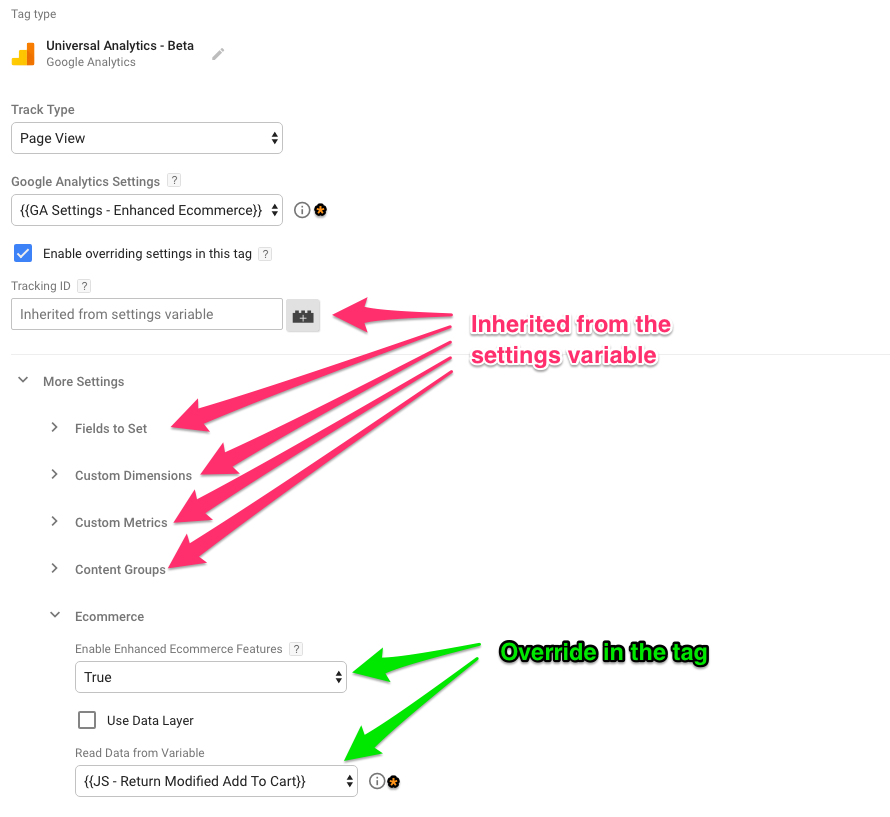 Tag type
Universal Analytics - Beta
Google Analytics
Track Type
Page View
Google Analytics Settings ?
{{GA Settings - Enhanced Ecommerce}}
Enable overriding settings in this tag ?
Tracking ID ?
Inherited from settings variable
Inherited from the
settings variable
More Settings
Fields to Set
Custom Dimensions
Custom Metrics
Content Groups
Ecommerce
Enable Enhanced Ecommerce Features ?
True
Override in the tag
Use Data Layer
Read Data from Variable
{{JS - Return Modified Add To Cart}}